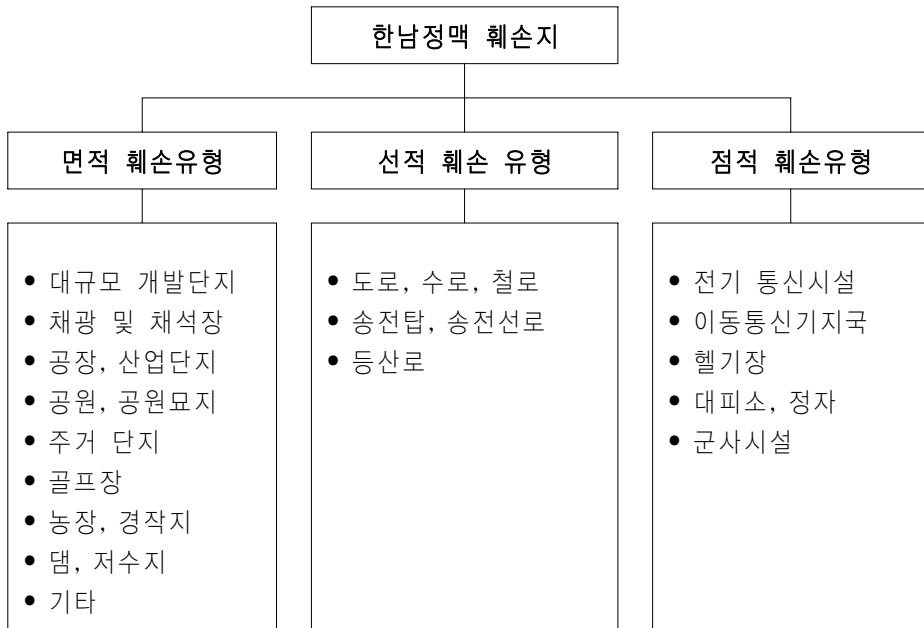 한남정맥 훼손지
면적 훼손유형
선적 훼손 유형
점적 훼손유형
• 대규모 개발단지
• 채광 및 채석장
• 공장, 산업단지
• 공원, 공원묘지
• 주거 단지
• 골프장
• 농장, 경작지
• 댐, 저수지
• 기타
• 도로, 수로, 철로
• 송전탑, 송전선로
• 등산로
• 전기 통신시설
• 이동통신기지국
• 헬기장
• 대피소, 정자
• 군사시설